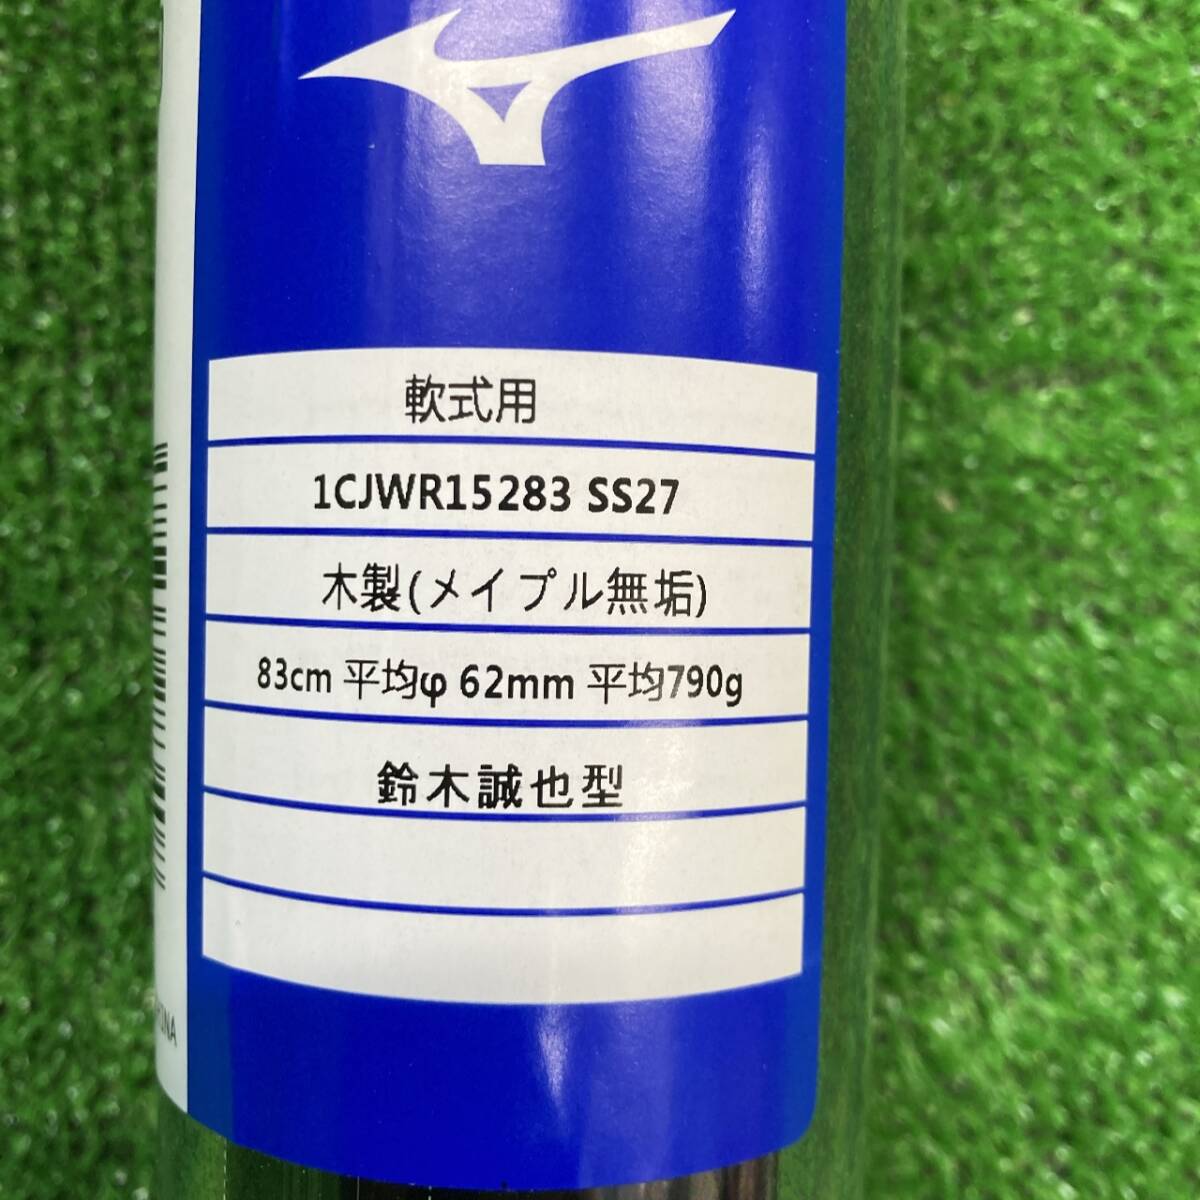 軟式用
1CJWR15283 SS27
木製(メイプル無垢)
83cm 平均φ 62mm 平均790g
鈴木誠也型